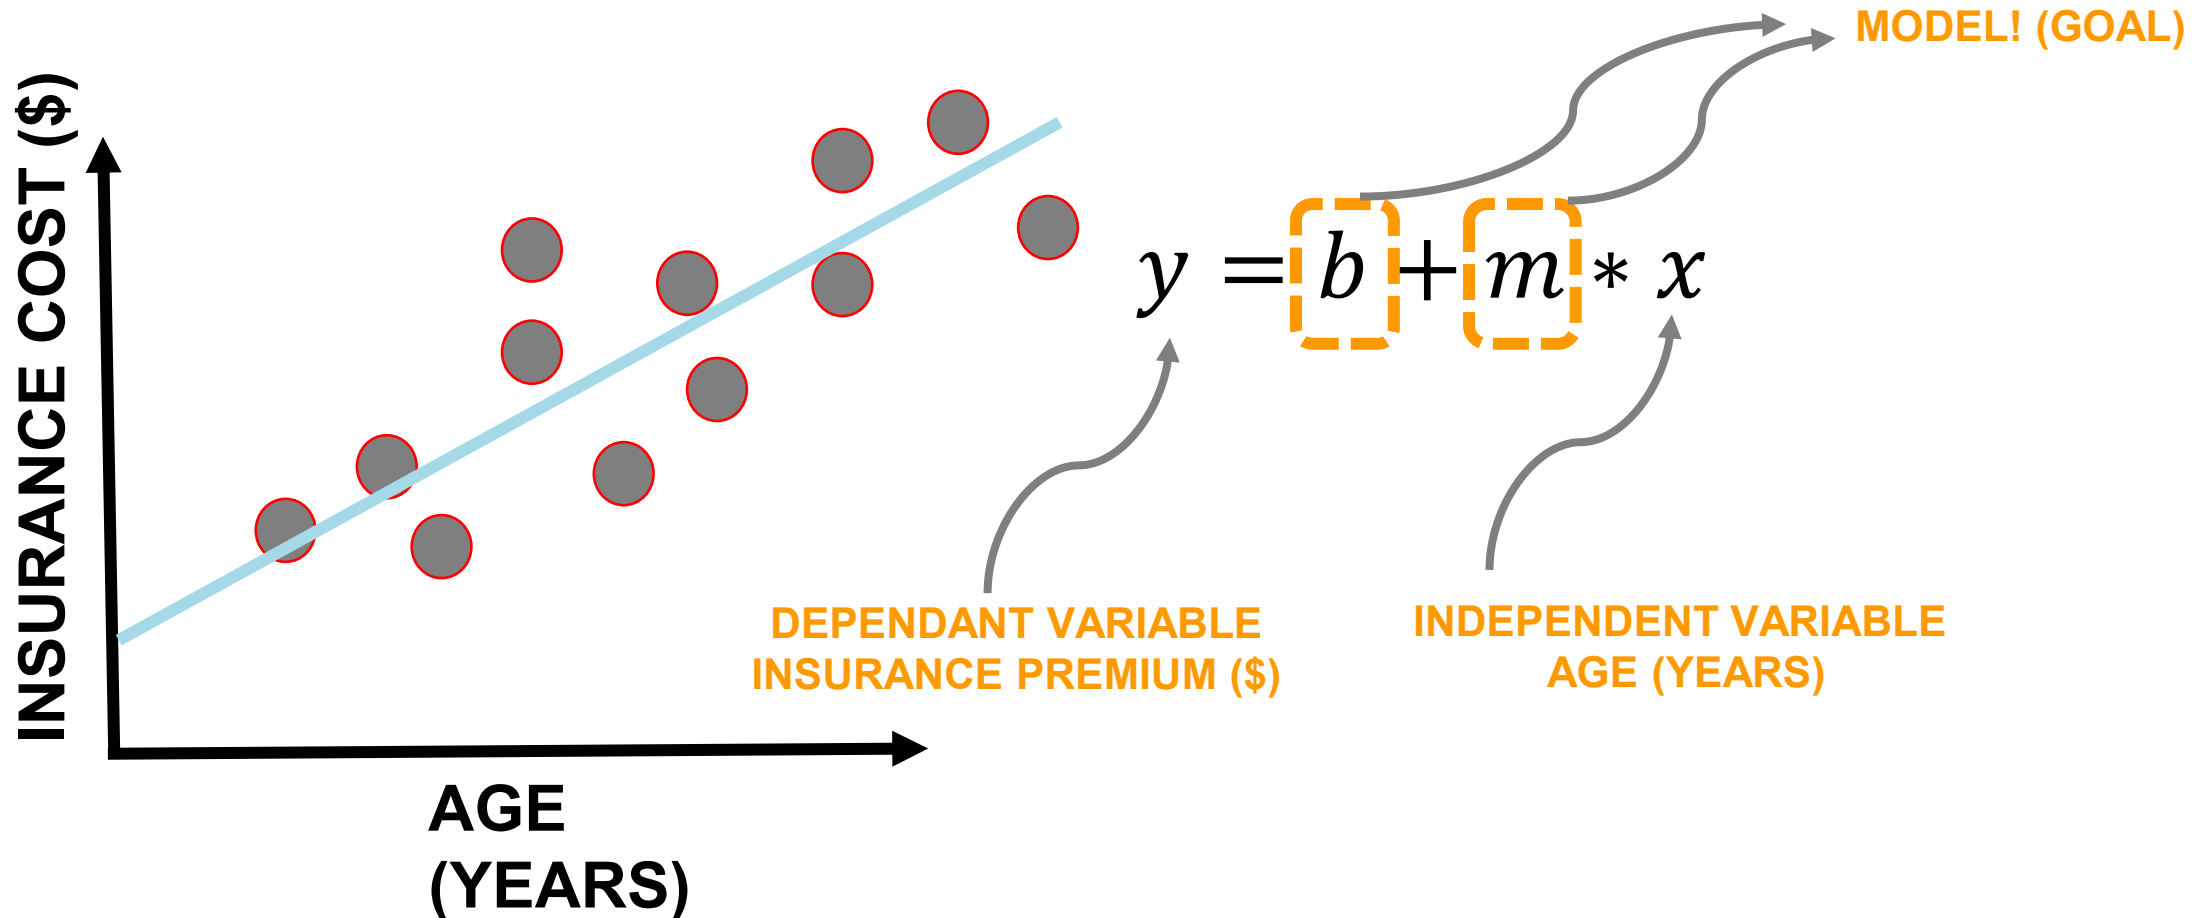 MODEL! (GOAL)
INSURANCE COST ($)
y = b + m * x
DEPENDANT VARIABLE
INSURANCE PREMIUM ($)
INDEPENDENT VARIABLE
AGE (YEARS)
AGE
(YEARS)